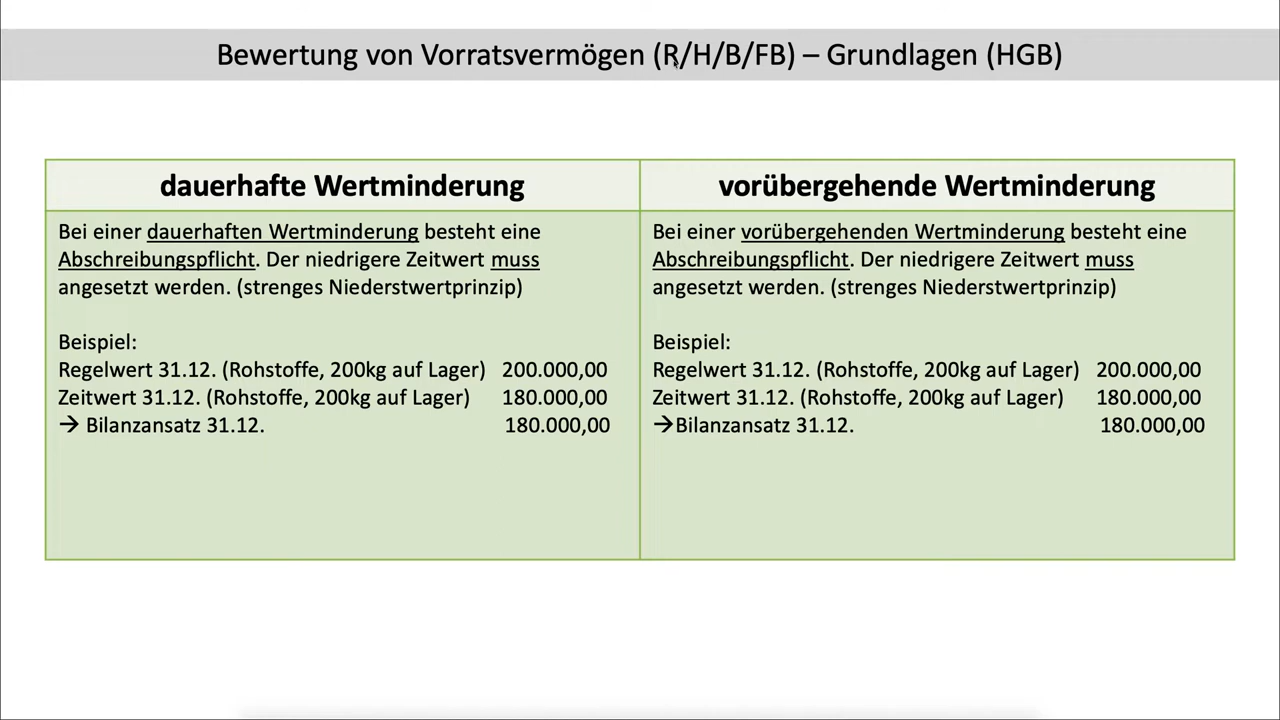 Bewertung von Vorratsvermögen (R/H/B/FB) – Grundlagen (HGB)
dauerhafte Wertminderung
Bei einer dauerhaften Wertminderung besteht eine
Abschreibungspflicht. Der niedrigere Zeitwert muss
angesetzt werden. (strenges Niederstwertprinzip)
Beispiel:
Regelwert 31.12. (Rohstoffe, 200kg auf Lager) 200.000,00
Zeitwert 31.12. (Rohstoffe, 200kg auf Lager) 180.000,00
→ Bilanzansatz 31.12. 180.000,00
vorübergehende Wertminderung
Bei einer vorübergehenden Wertminderung besteht eine
Abschreibungspflicht. Der niedrigere Zeitwert muss
angesetzt werden. (strenges Niederstwertprinzip)
Beispiel:
Regelwert 31.12. (Rohstoffe, 200kg auf Lager) 200.000,00
Zeitwert 31.12. (Rohstoffe, 200kg auf Lager) 180.000,00
→Bilanzansatz 31.12. 180.000,00